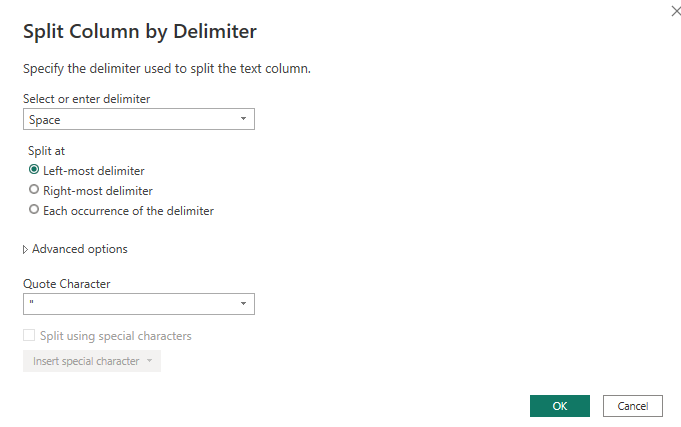 Split Column by Delimiter
Specify the delimiter used to split the text column.
Select or enter delimiter
Space
Split at
Left-most delimiter
Right-most delimiter
Each occurrence of the delimiter
Advanced options
Quote Character
"
Split using special characters
Insert special character
OK
Cancel